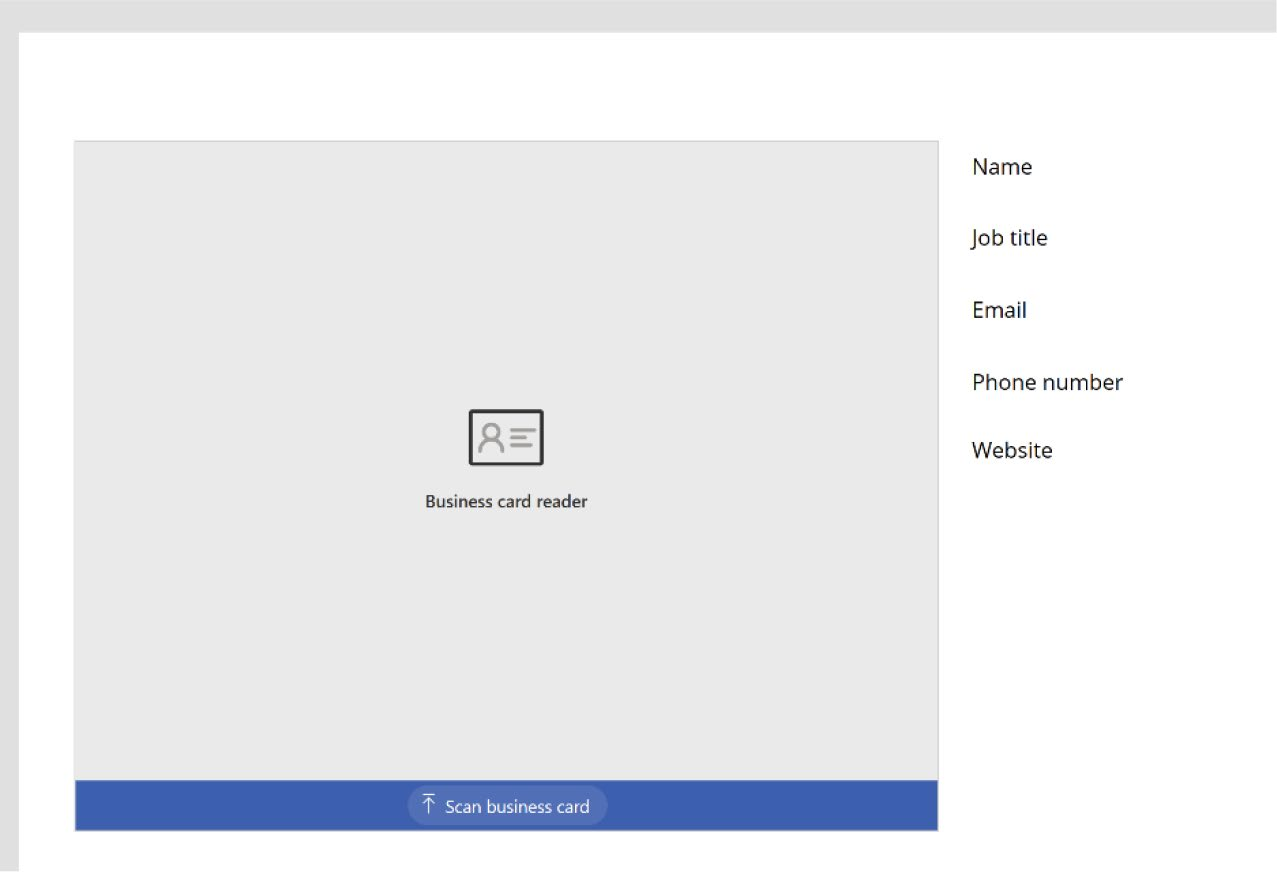 Name
Job title
Email
Phone number
Website
Business card reader
Scan business card